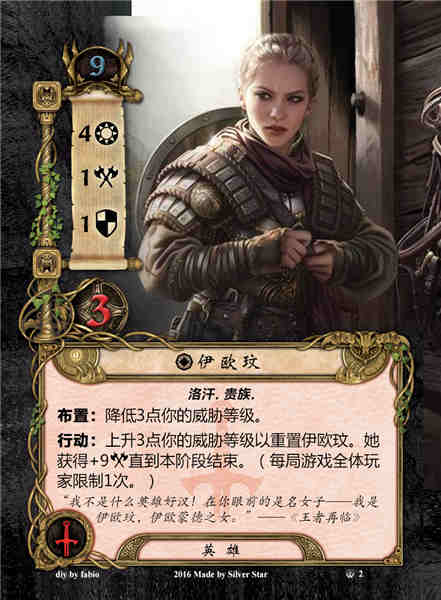 9
4
1
1
3
伊欧玟
洛汗. 贵族.
布置：降低3点你的威胁等级。
行动：上升3点你的威胁等级以重置伊欧玟。她
获得+9直到本阶段结束。（每局游戏全体玩
家限制1次。）
“我不是什么英雄好汉！在你眼前的是名女子——我是
伊欧玟，伊欧蒙德之女。”——《王者再临》
英雄
diy by fabio 2016 Made by Silver Star 2